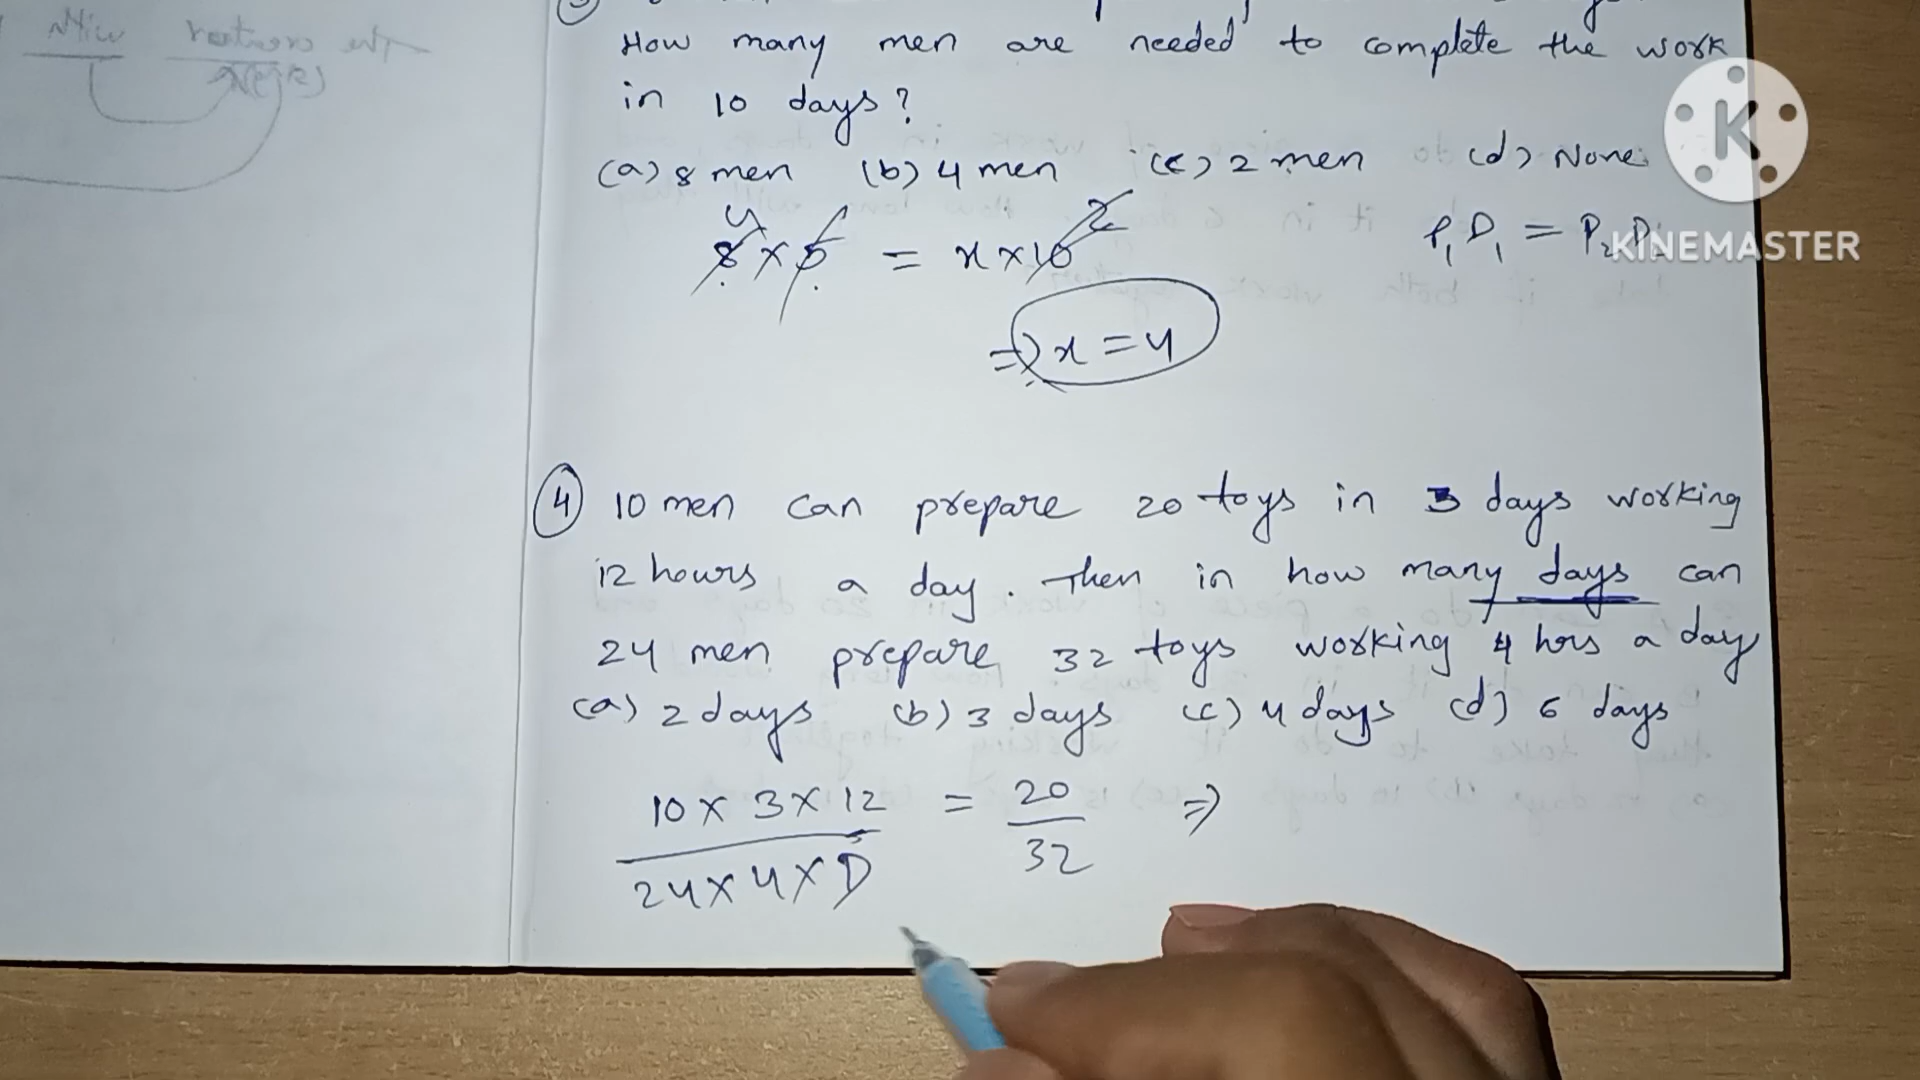 How many men are needed to complete the work
in 10 days?
(a) 8 men (b) 4 men (c) 2 men (d) None
4 2
8 × 5 = x × 10
P₁D₁ = P₂D₂
K
KINEMASTER
⇒ x = 4
④ 10 men can prepare 20 toys in 3 days working
12 hours a day. Then in how many days can
24 men prepare 32 toys working 4 hrs a day
(a) 2 days (b) 3 days (c) 4 days (d) 6 days
10 × 3 × 12 = 20 ⇒
24 × 4 × D 32